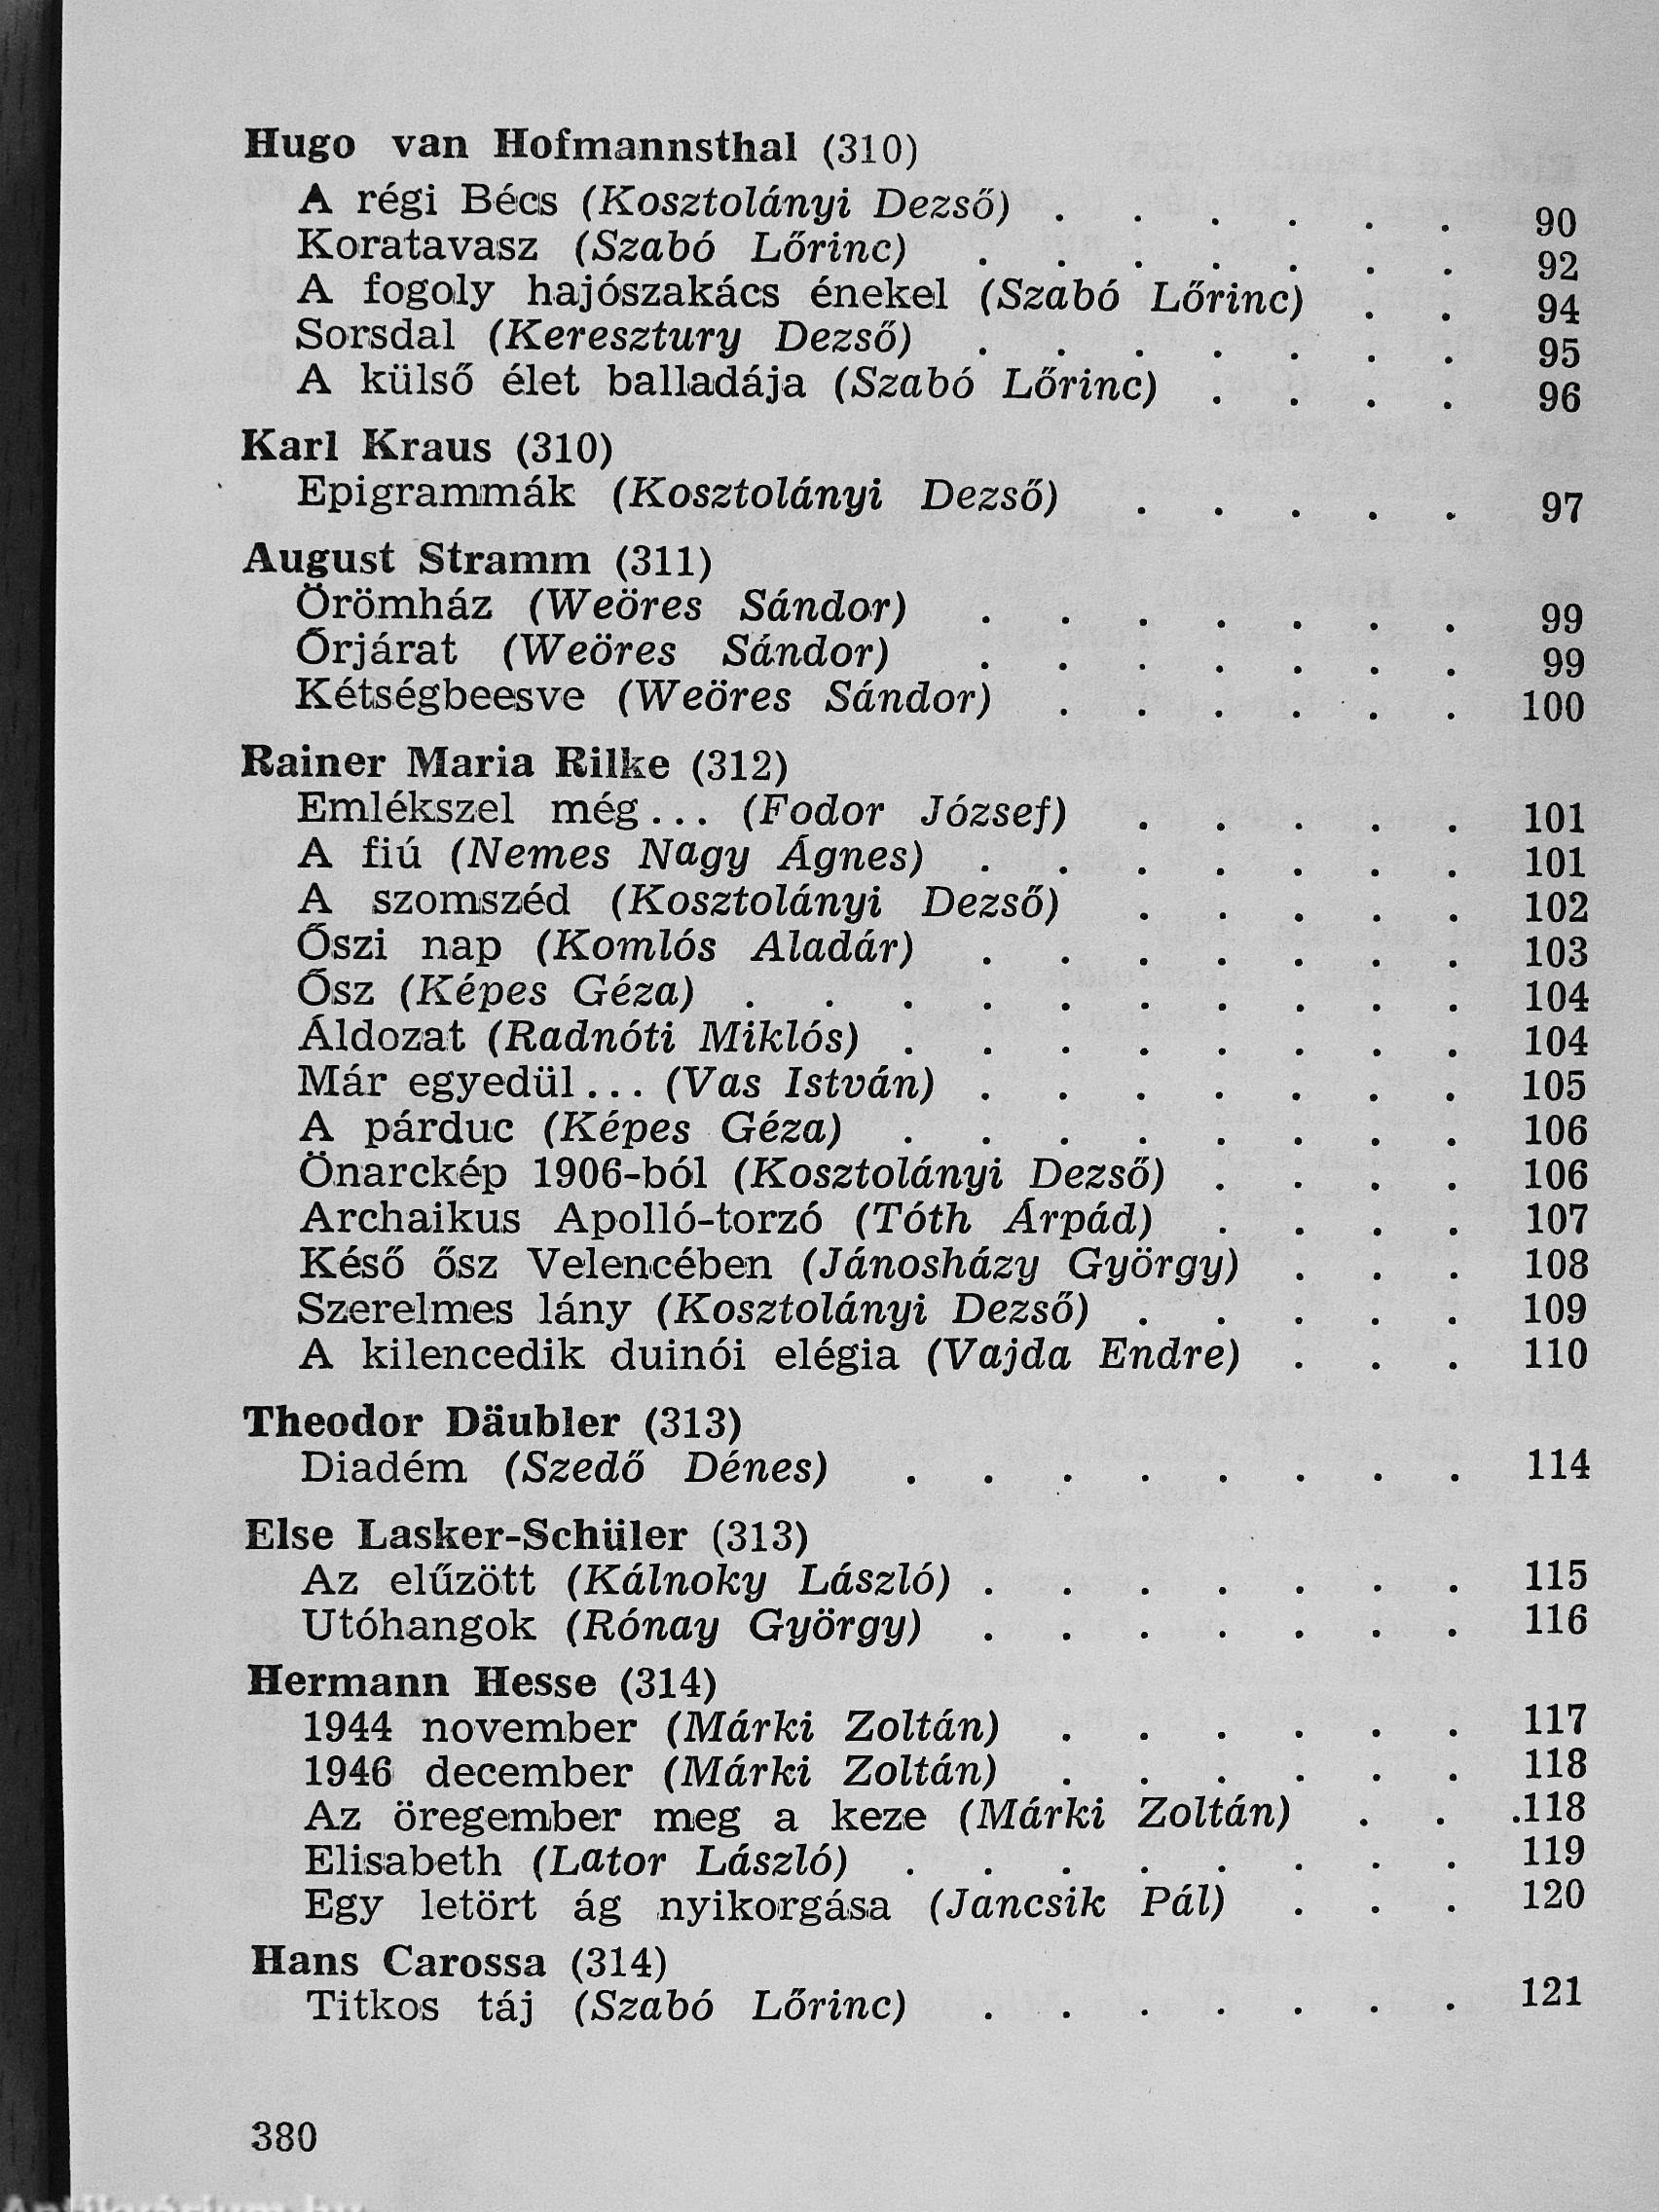 Hugo van Hofmannsthal (310)
A régi Bécs (Kosztolányi Dezső) . . . . . . 90
Koratavasz (Szabó Lőrinc) . . . . . . . 92
A fogoly hajószakács énekel (Szabó Lőrinc) . . 94
Sorsdal (Keresztury Dezső) . . . . . . . 95
A külső élet balladája (Szabó Lőrinc) . . . . 96
Karl Kraus (310)
Epigrammák (Kosztolányi Dezső) . . . . . 97
August Stramm (311)
Örömház (Weöres Sándor) . . . . . . . 99
Őrjárat (Weöres Sándor) . . . . . . . 99
Kétségbeesve (Weöres Sándor) . . . . . . 100
Rainer Maria Rilke (312)
Emlékszel még... (Fodor József) . . . . . 101
A fiú (Nemes Nagy Ágnes) . . . . . . . 101
A szomszéd (Kosztolányi Dezső) . . . . . 102
Őszi nap (Komlós Aladár) . . . . . . . 103
Ősz (Képes Géza) . . . . . . . . . . 104
Áldozat (Radnóti Miklós) . . . . . . . . 104
Már egyedül... (Vas István) . . . . . . . 105
A párduc (Képes Géza) . . . . . . . . 106
Önarckép 1906-ból (Kosztolányi Dezső) . . . . 106
Archaikus Apolló-torzó (Tóth Árpád) . . . . 107
Késő ősz Velencében (Jánosházy György) . . . 108
Szerelmes lány (Kosztolányi Dezső) . . . . . 109
A kilencedik duinói elégia (Vajda Endre) . . . 110
Theodor Däubler (313)
Diadém (Szedő Dénes) . . . . . . . . 114
Else Lasker-Schüler (313)
Az elűzött (Kálnoky László) . . . . . . . 115
Utóhangok (Rónay György) . . . . . . . 116
Hermann Hesse (314)
1944 november (Márki Zoltán) . . . . . . 117
1946 december (Márki Zoltán) . . . . . . 118
Az öregember meg a keze (Márki Zoltán) . . .118
Elisabeth (Lator László) . . . . . . . . 119
Egy letört ág nyikorgása (Jancsik Pál) . . . 120
Hans Carossa (314)
Titkos táj (Szabó Lőrinc) . . . . . . . 121
380